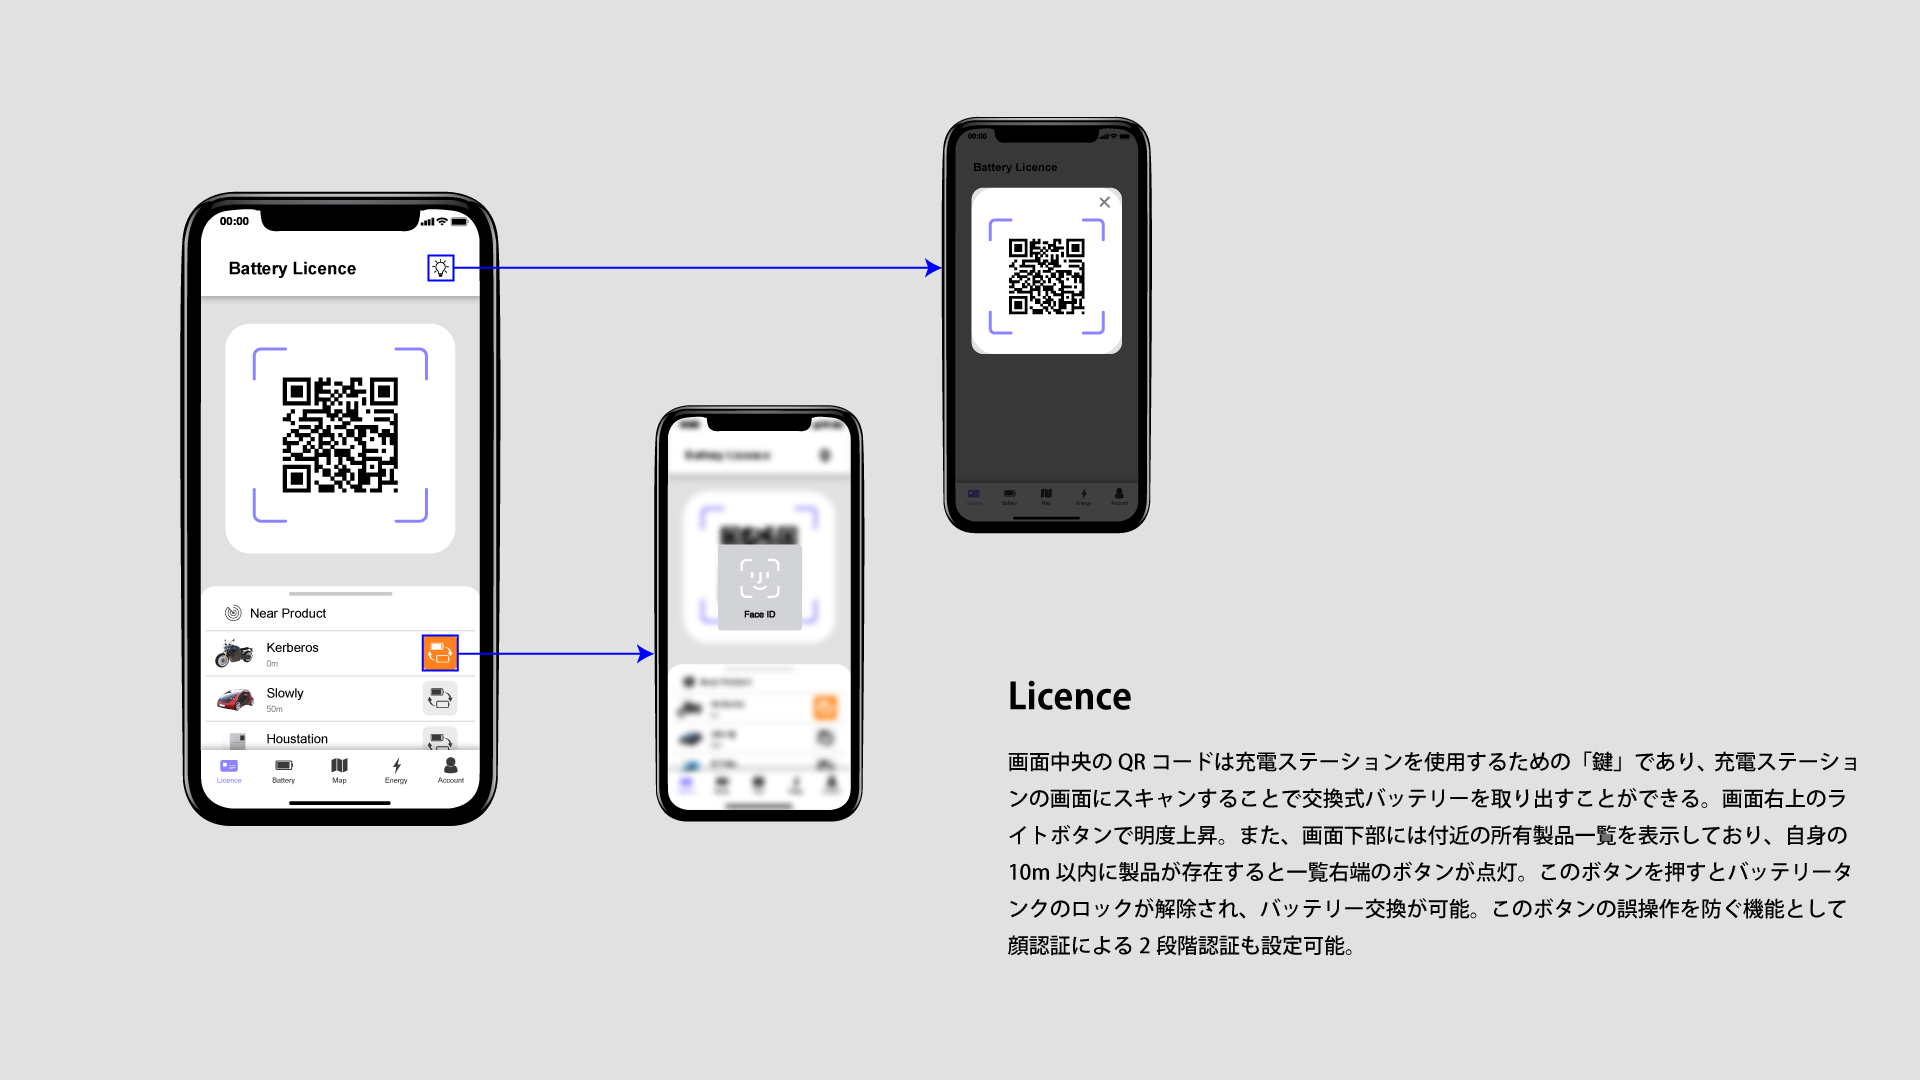 00:00
Battery Licence
Near Product
Kerberos
0m
Slowly
50m
Houstation
Licence
Battery
Map
Energy
Account
Battery Licence
Near Product
Face ID
00:00
Battery Licence
Licence
Battery
Map
Energy
Account
Licence
画面中央の QR コードは充電ステーションを使用するための「鍵」であり、充電ステーショ
ンの画面にスキャンすることで交換式バッテリーを取り出すことができる。画面右上のラ
イトボタンで明度上昇。また、画面下部には付近の所有製品一覧を表示しており、自身の
10m 以内に製品が存在すると一覧右端のボタンが点灯。このボタンを押すとバッテリータ
ンクのロックが解除され、バッテリー交換が可能。このボタンの誤操作を防ぐ機能として
顔認証による 2 段階認証も設定可能。